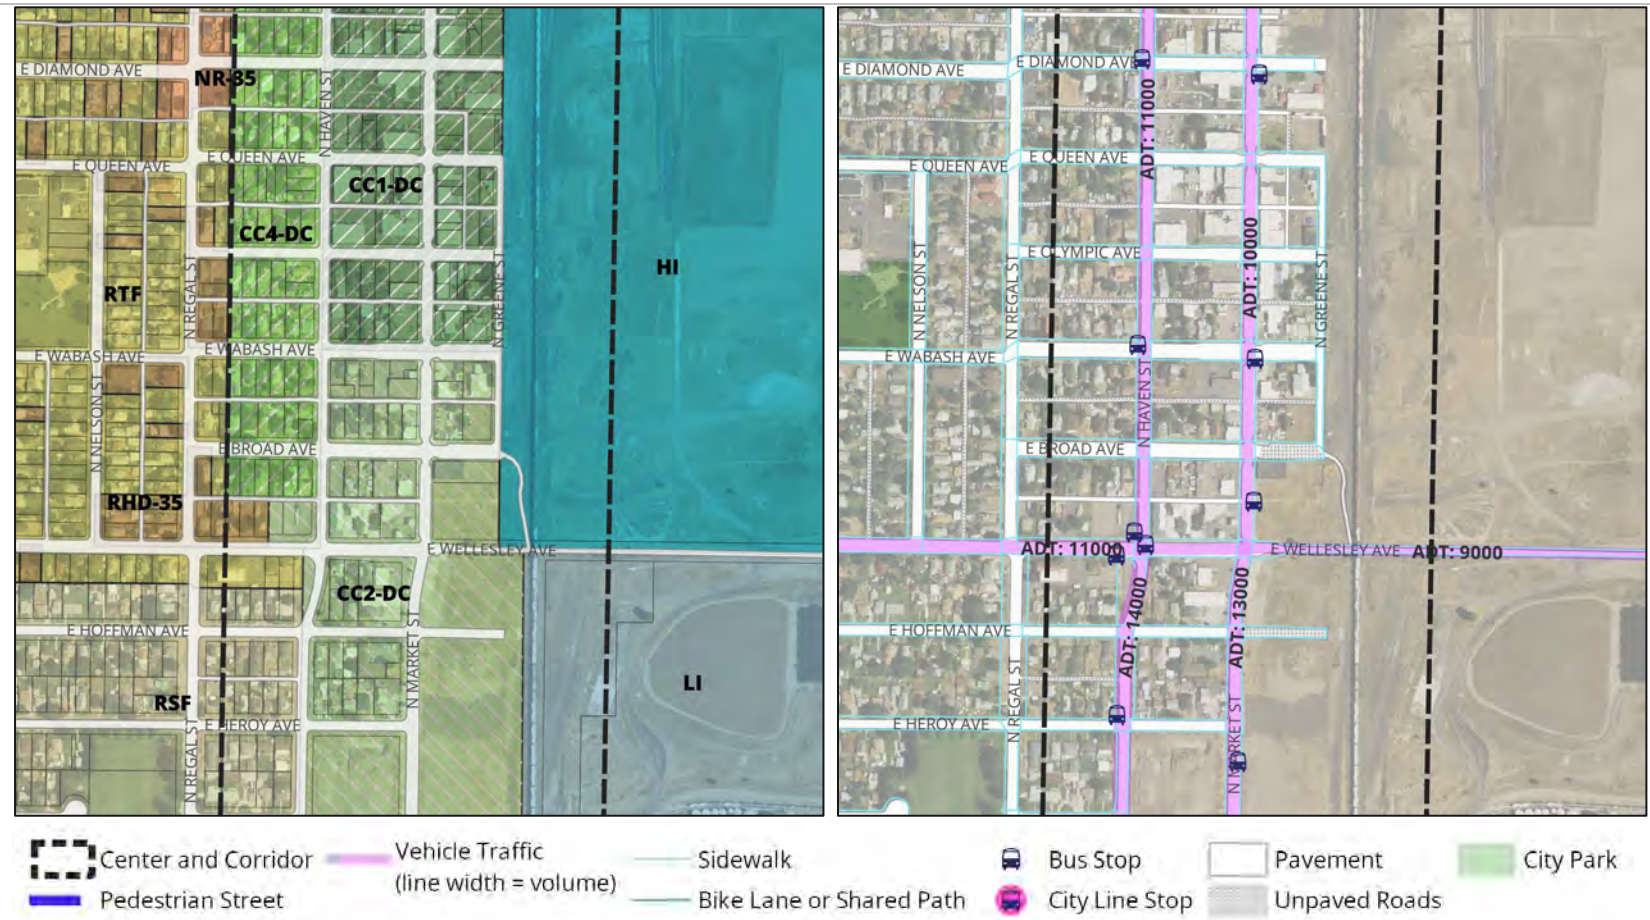 E DIAMOND AVE
NR-35
N HAVEN ST
E QUEEN AVE
E QUEEN AVE
CC1-DC
CC4-DC
RTF
N REGAL ST
N GREENE ST
HI
E WABASH AVE
E WABASH AVE
N NELSON ST
E BROAD AVE
RHD-35
E WELLESLEY AVE
CC2-DC
E HOFFMAN AVE
N MARKET ST
RSF
LI
E HEROY AVE
N REGAL ST
E DIAMOND AVE
E DIAMOND AVE
ADT: 11000
E QUEEN AVE
E QUEEN AVE
ADT: 10000
N NELSON ST
N REGAL ST
E OLYMPIC AVE
N GREENE ST
E WABASH AVE
N HAVEN ST
E BROAD AVE
ADT: 11000
E WELLESLEY AVE
ADT: 9000
ADT: 14000
ADT: 13000
E HOFFMAN AVE
N REGAL ST
E HEROY AVE
N MARKET ST
Center and Corridor
Pedestrian Street
Vehicle Traffic
(line width = volume)
Sidewalk
Bike Lane or Shared Path
Bus Stop
City Line Stop
Pavement
Unpaved Roads
City Park